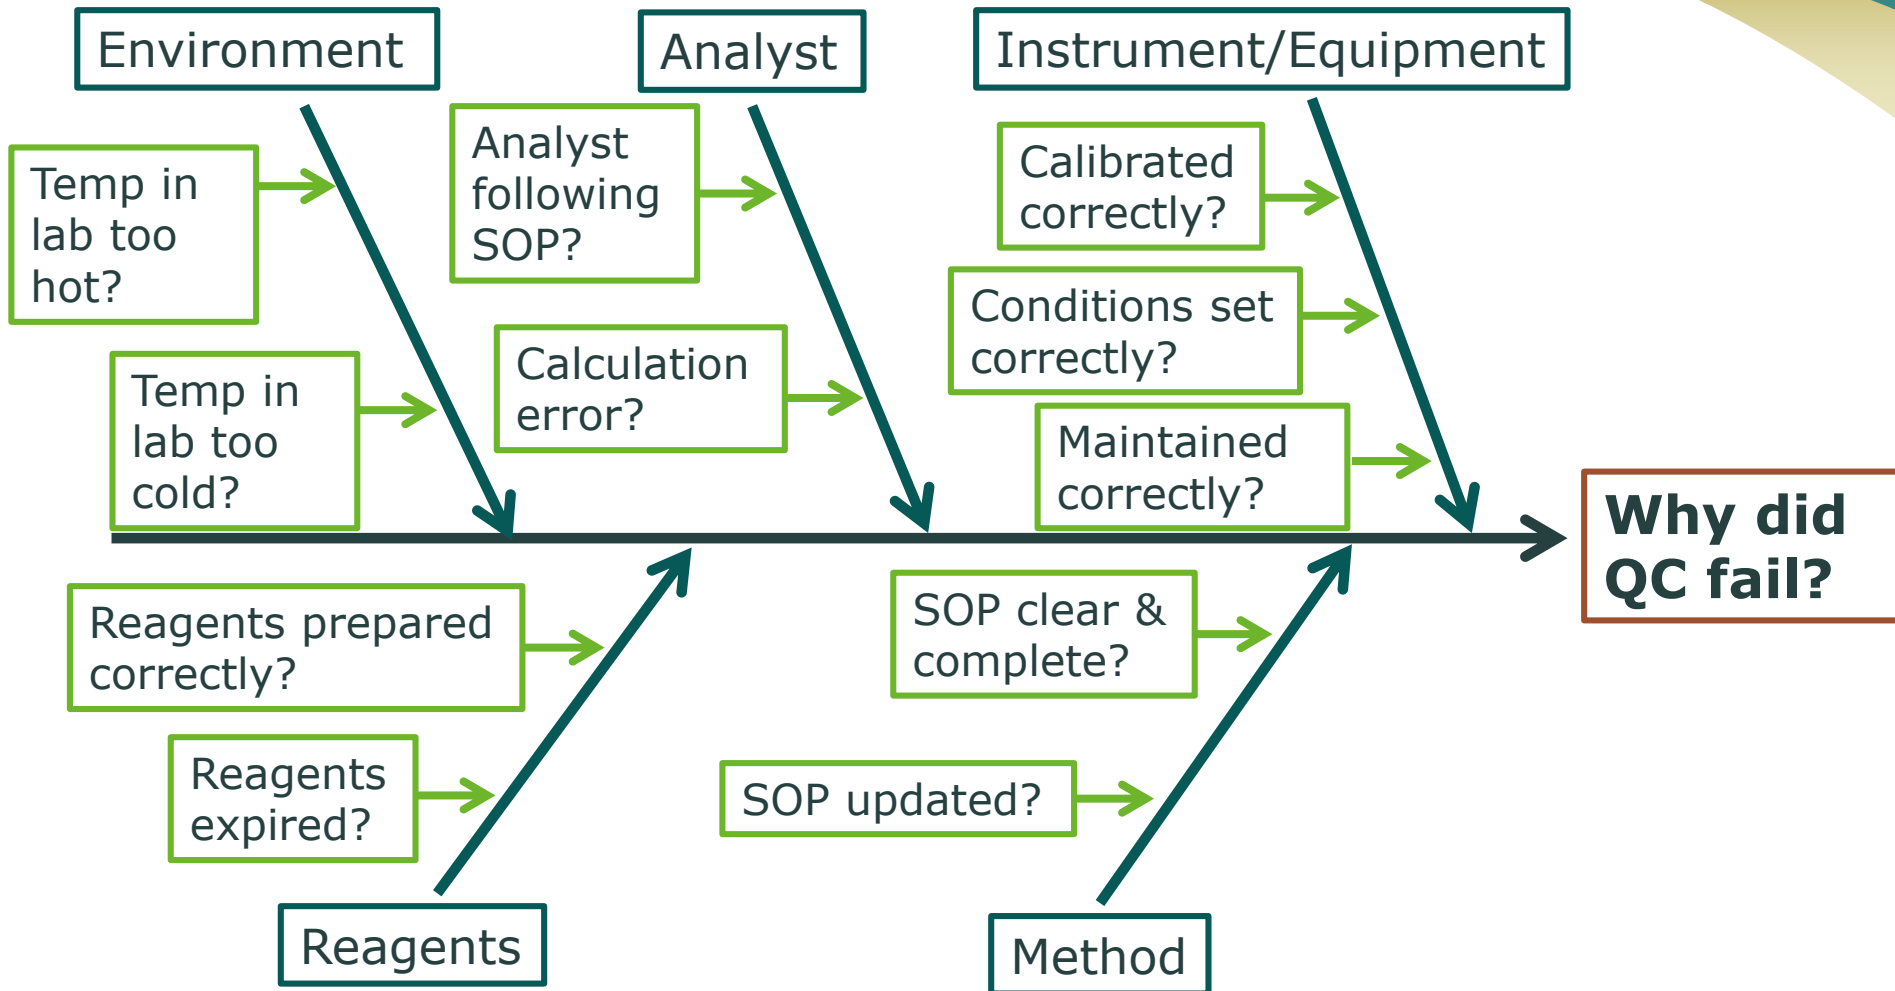 Environment
Analyst
Instrument/Equipment
Temp in
lab too
hot?
Temp in
lab too
cold?
Analyst
following
SOP?
Calculation
error?
Calibrated
correctly?
Conditions set
correctly?
Maintained
correctly?
Why did
QC fail?
Reagents prepared
correctly?
Reagents
expired?
SOP clear &
complete?
SOP updated?
Reagents
Method